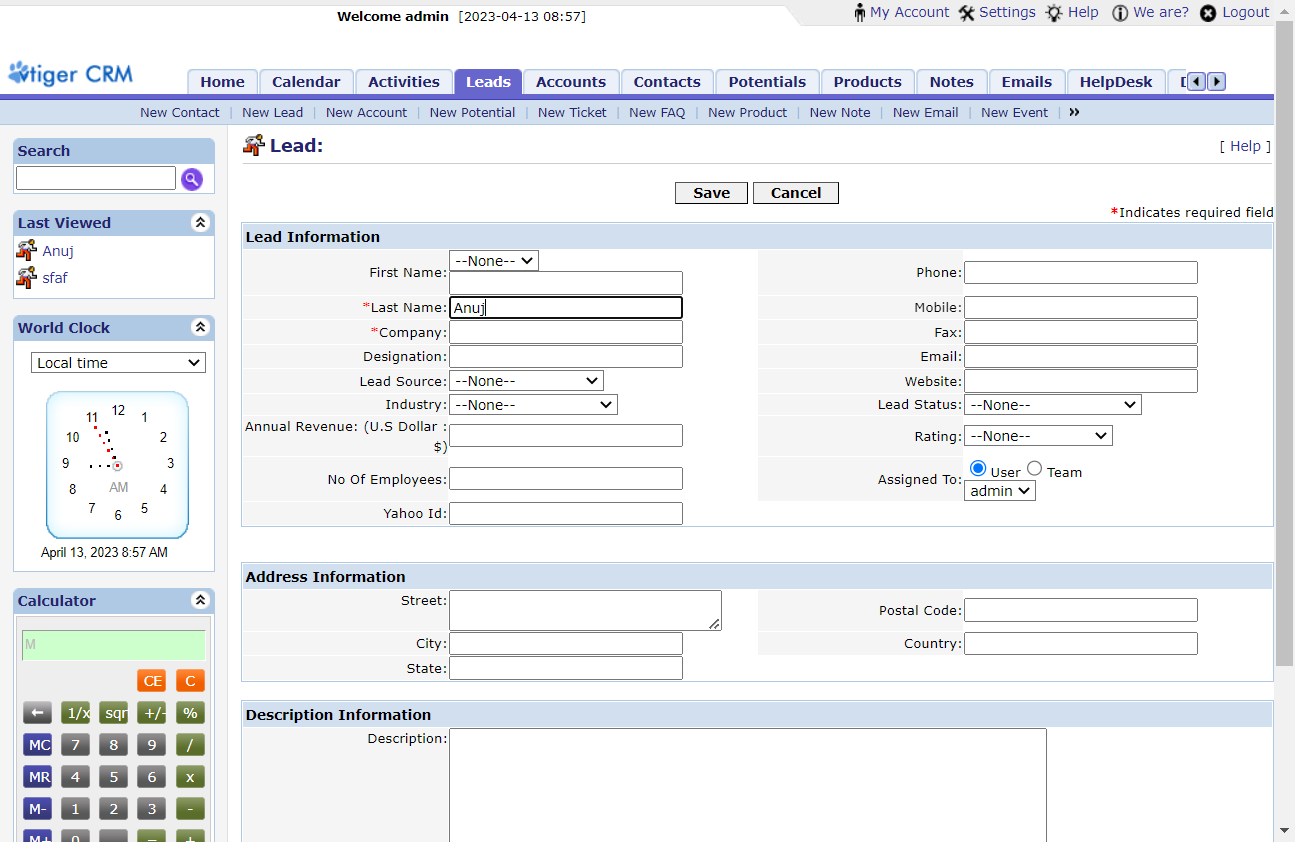 Welcome admin [2023-04-13 08:57]
My Account Settings Help We are? Logout
vtiger CRM
Home Calendar Activities Leads Accounts Contacts Potentials Products Notes Emails HelpDesk
New Contact | New Lead | New Account | New Potential | New Ticket | New FAQ | New Product | New Note | New Email | New Event | »
Search
Last Viewed
Anuj
sfaf
World Clock
Local time
12
11 1
10 2
9 3
AM
8 4
7 5
6
April 13, 2023 8:57 AM
Calculator
M
CE C
← 1/x sqr +/- %
MC 7 8 9 /
MR 4 5 6 x
M- 1 2 3 -
M+ 0 . = +
Lead: [ Help ]
Save Cancel
*Indicates required field
Lead Information
First Name: --None-- Phone:
*Last Name: Anuj Mobile:
*Company: Fax:
Designation: Email:
Lead Source: --None-- Website:
Industry: --None-- Lead Status: --None--
Annual Revenue: (U.S Dollar :
$) Rating: --None--
No Of Employees: Assigned To: User Team
admin
Yahoo Id:
Address Information
Street: Postal Code:
City: Country:
State:
Description Information
Description: